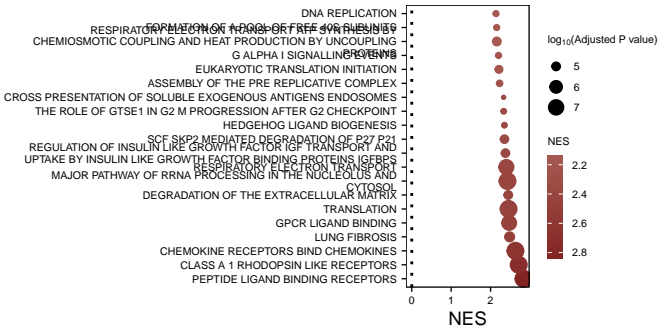 DNA REPLICATION
FORMATION OF A POOL OF FREE 40S SUBUNITS
RESPIRATORY ELECTRON TRANSPORT ATP SYNTHESIS BY
CHEMIOSMOTIC COUPLING AND HEAT PRODUCTION BY UNCOUPLING
PROTEINS
G ALPHA I SIGNALLING EVENTS
EUKARYOTIC TRANSLATION INITIATION
ASSEMBLY OF THE PRE REPLICATIVE COMPLEX
CROSS PRESENTATION OF SOLUBLE EXOGENOUS ANTIGENS ENDOSOMES
THE ROLE OF GTSE1 IN G2 M PROGRESSION AFTER G2 CHECKPOINT
HEDGEHOG LIGAND BIOGENESIS
SCF SKP2 MEDIATED DEGRADATION OF P27 P21
REGULATION OF INSULIN LIKE GROWTH FACTOR IGF TRANSPORT AND
UPTAKE BY INSULIN LIKE GROWTH FACTOR BINDING PROTEINS IGFBPS
RESPIRATORY ELECTRON TRANSPORT
MAJOR PATHWAY OF RRNA PROCESSING IN THE NUCLEOLUS AND
CYTOSOL
DEGRADATION OF THE EXTRACELLULAR MATRIX
TRANSLATION
GPCR LIGAND BINDING
LUNG FIBROSIS
CHEMOKINE RECEPTORS BIND CHEMOKINES
CLASS A 1 RHODOPSIN LIKE RECEPTORS
PEPTIDE LIGAND BINDING RECEPTORS
0 1 2
NES
log10(Adjusted P value)
5
6
7
NES
2.2
2.4
2.6
2.8